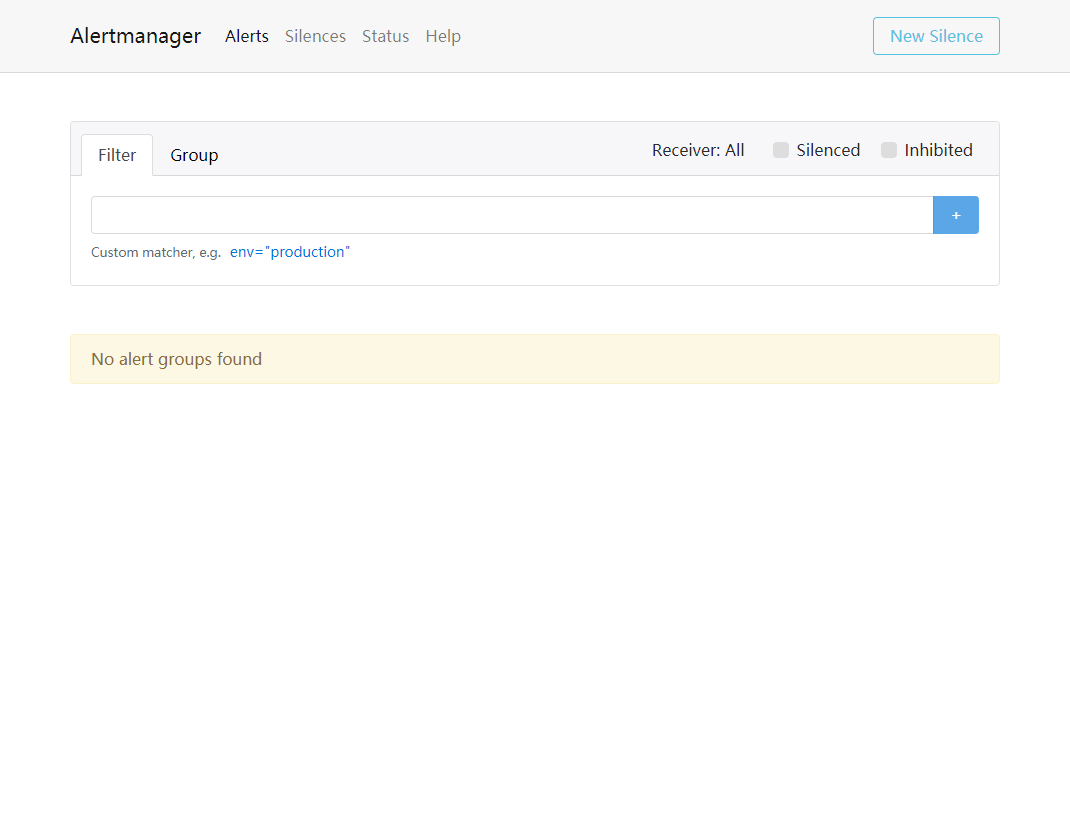 Alertmanager Alerts Silences Status Help New Silence
Filter Group Receiver: All Silenced Inhibited
+
Custom matcher, e.g. env="production"
No alert groups found